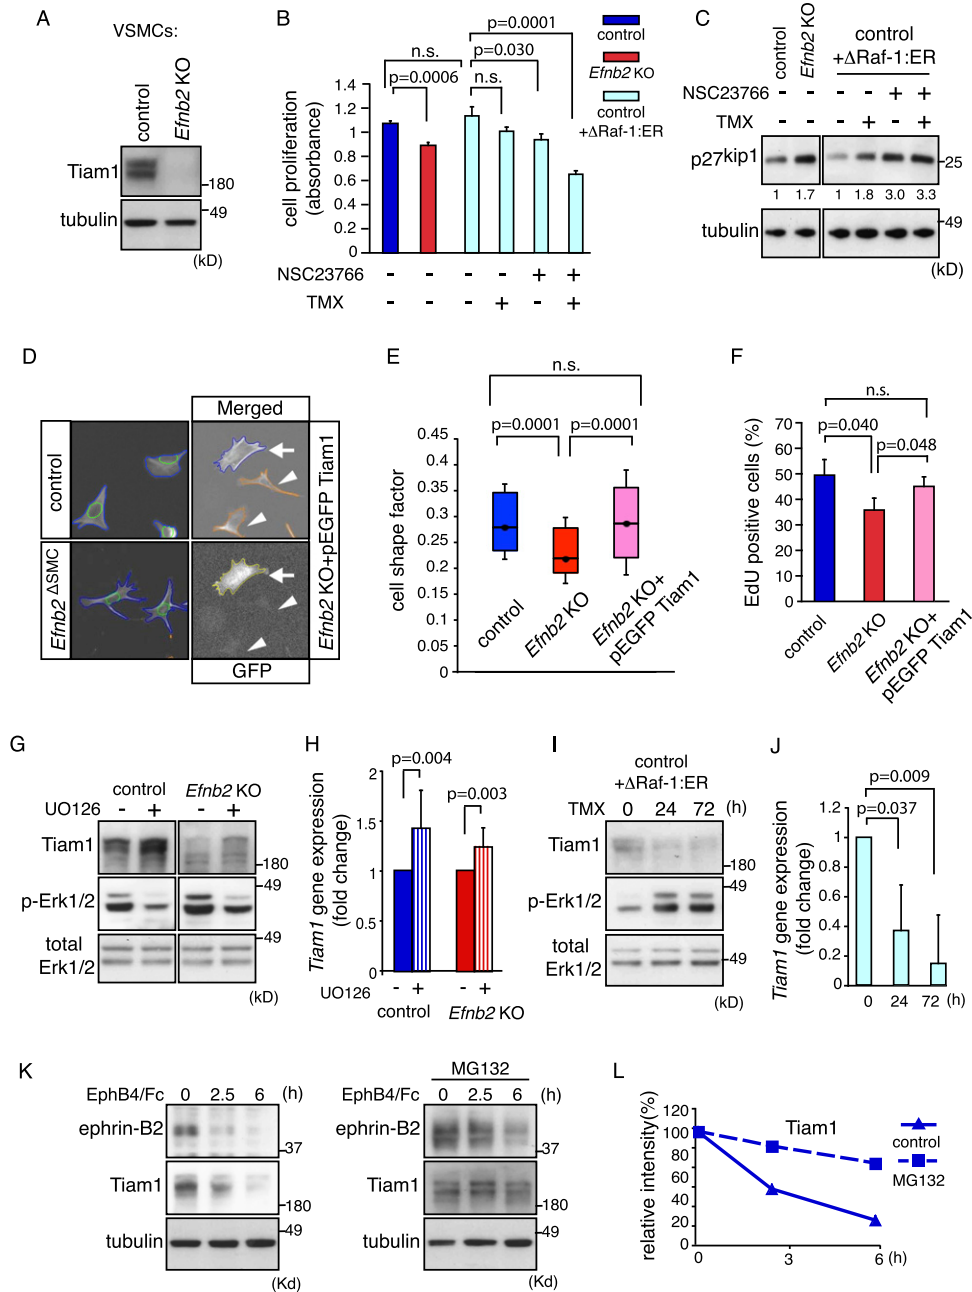 A
VSMCs:
control
Efnb2 KO
Tiam1
180
tubulin
49
(kD)
B
p=0.0001
n.s.
p=0.030
p=0.0006
n.s.
control
Efnb2 KO
control
+ΔRaf-1:ER
cell proliferation
(absorbance)
1.4
1.2
1
0.8
0.6
0.4
0.2
0
NSC23766 - - - - + +
TMX - - - + - +
C
control
Efnb2 KO
control
+ΔRaf-1:ER
NSC23766 - - - - + +
TMX - - - + - +
p27kip1
25
1 1.7 1 1.8 3.0 3.3
tubulin
49
(kD)
D
Merged
control
Efnb2 ΔSMC
Efnb2 KO+pEGFP Tiam1
GFP
E
n.s.
p=0.0001 p=0.0001
cell shape factor
0.45
0.4
0.35
0.3
0.25
0.2
0.15
0.1
0.05
0
control
Efnb2 KO
Efnb2 KO+
pEGFP Tiam1
F
n.s.
p=0.040
p=0.048
EdU positive cells (%)
70
60
50
40
30
20
10
0
control
Efnb2 KO
Efnb2 KO+
pEGFP Tiam1
G
control Efnb2 KO
UO126 - + - +
Tiam1
180
p-Erk1/2
49
total
Erk1/2
49
(kD)
H
p=0.004
p=0.003
Tiam1 gene expression
(fold change)
2
1.5
1
0.5
0
UO126 - + - +
control Efnb2 KO
I
control
+ΔRaf-1:ER
TMX 0 24 72 (h)
Tiam1
180
p-Erk1/2
49
total
Erk1/2
49
(kD)
J
p=0.009
p=0.037
Tiam1 gene expression
(fold change)
1.2
1
0.8
0.6
0.4
0.2
0
0 24 72 (h)
K
EphB4/Fc 0 2.5 6 (h)
ephrin-B2
37
Tiam1
180
tubulin
49
(Kd)
MG132
EphB4/Fc 0 2.5 6 (h)
ephrin-B2
37
Tiam1
180
tubulin
49
(Kd)
L
Tiam1
control
MG132
relative intensity(%)
120
100
80
60
40
20
0
0 3 6 (h)